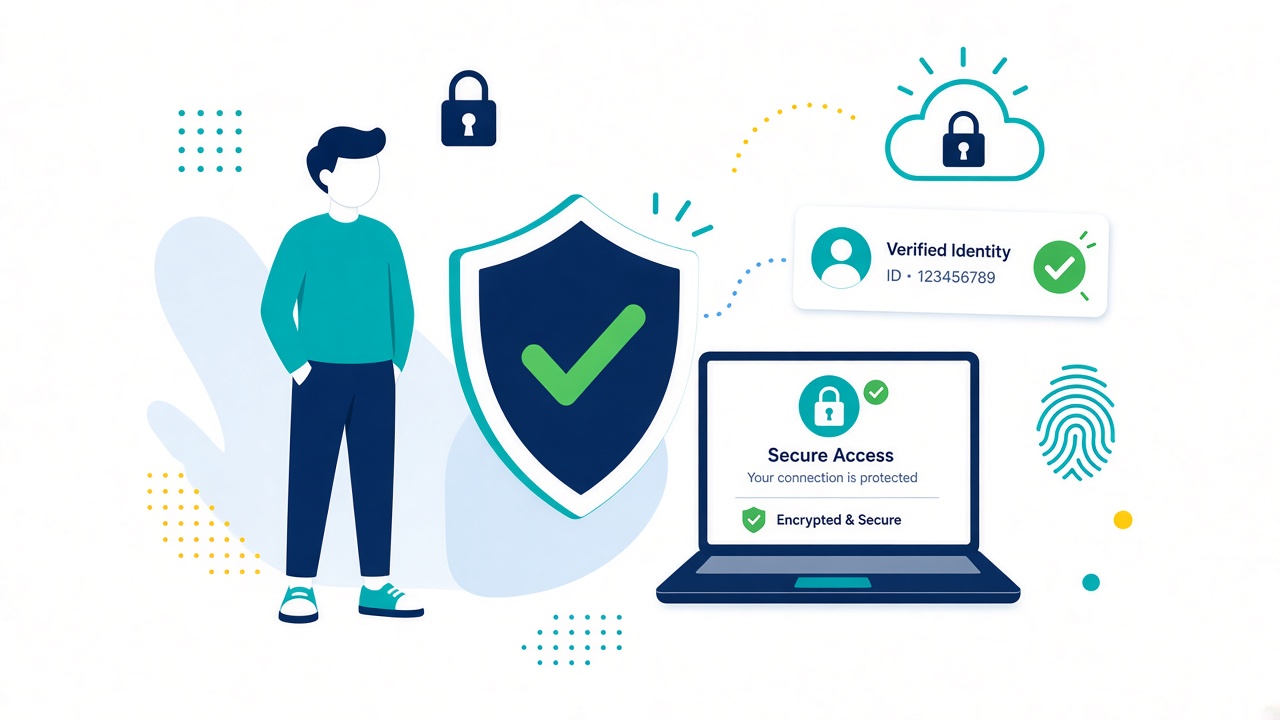 Verified Identity
ID • 123456789
Secure Access
Your connection is protected
Encrypted & Secure